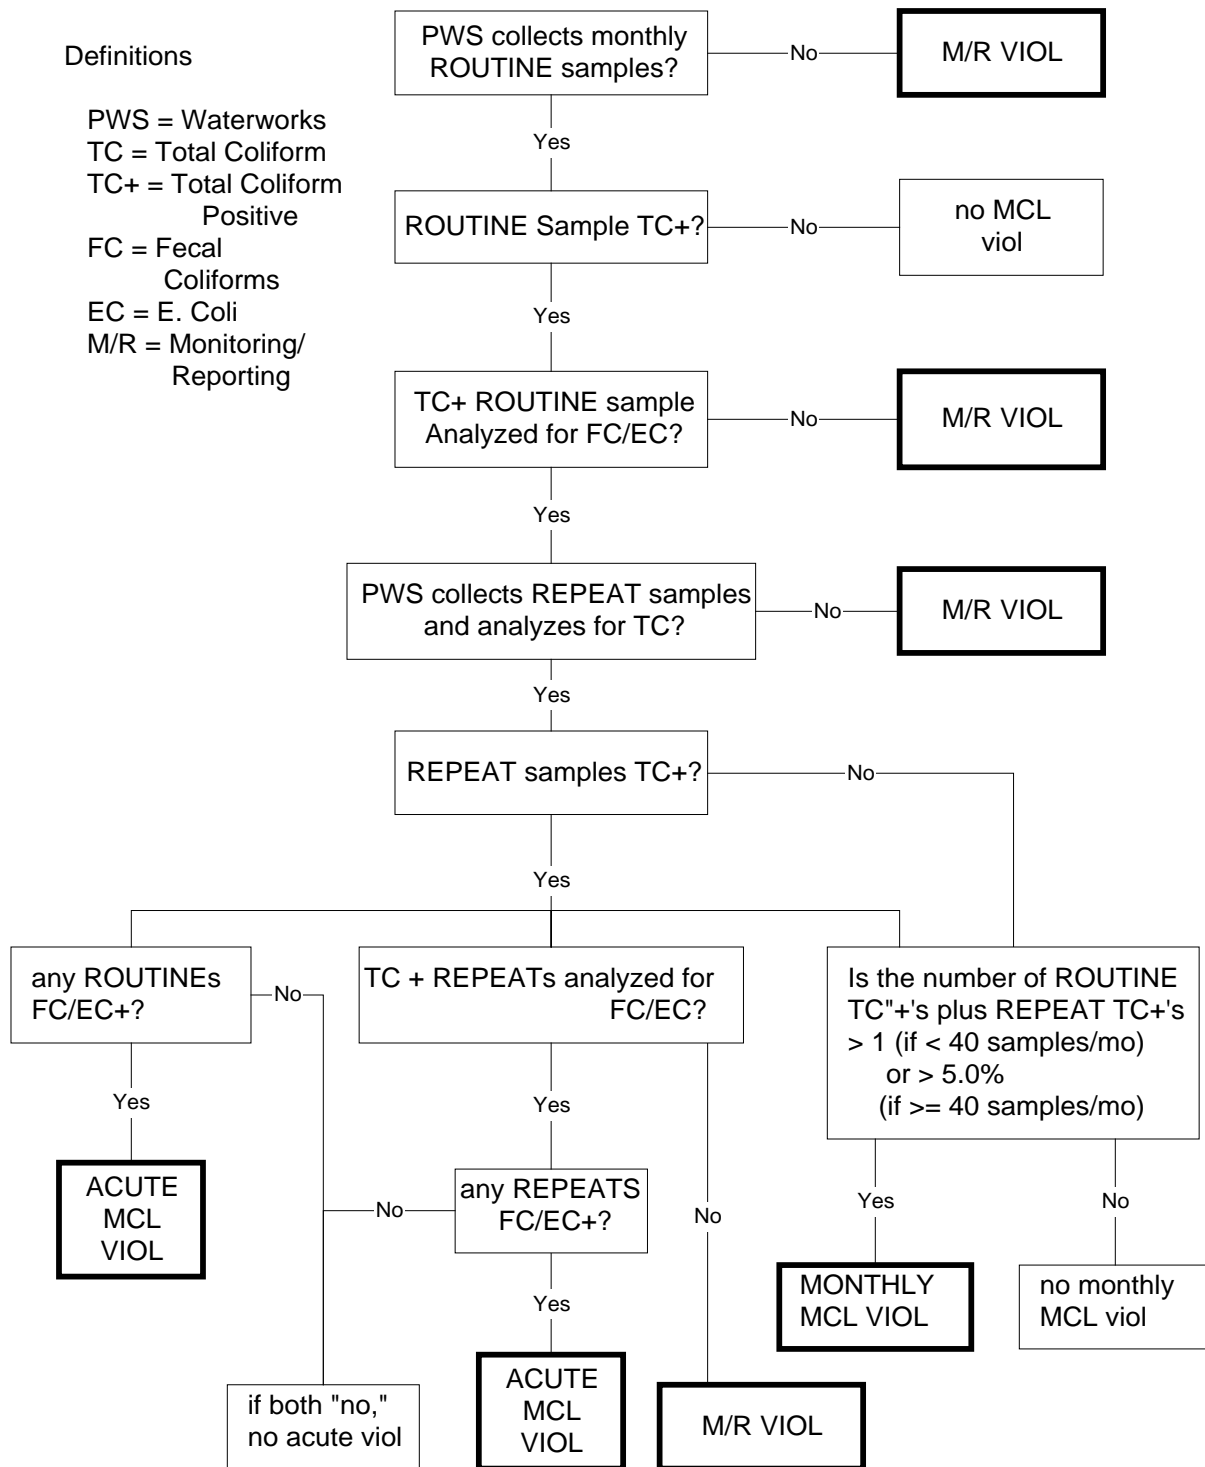 Definitions
PWS = Waterworks
TC = Total Coliform
TC+ = Total Coliform
Positive
FC = Fecal
Coliforms
EC = E. Coli
M/R = Monitoring/
Reporting
PWS collects monthly
ROUTINE samples?
No
M/R VIOL
Yes
ROUTINE Sample TC+?
No
no MCL
viol
Yes
TC+ ROUTINE sample
Analyzed for FC/EC?
No
M/R VIOL
Yes
PWS collects REPEAT samples
and analyzes for TC?
No
M/R VIOL
Yes
REPEAT samples TC+?
No
Yes
any ROUTINEs
FC/EC+?
No
Yes
ACUTE
MCL
VIOL
TC + REPEATs analyzed for
FC/EC?
Yes
No
any REPEATS
FC/EC+?
No
Yes
if both "no,"
no acute viol
ACUTE
MCL
VIOL
M/R VIOL
Is the number of ROUTINE
TC"+'s plus REPEAT TC+'s
> 1 (if < 40 samples/mo)
or > 5.0%
(if >= 40 samples/mo)
Yes
No
MONTHLY
MCL VIOL
no monthly
MCL viol